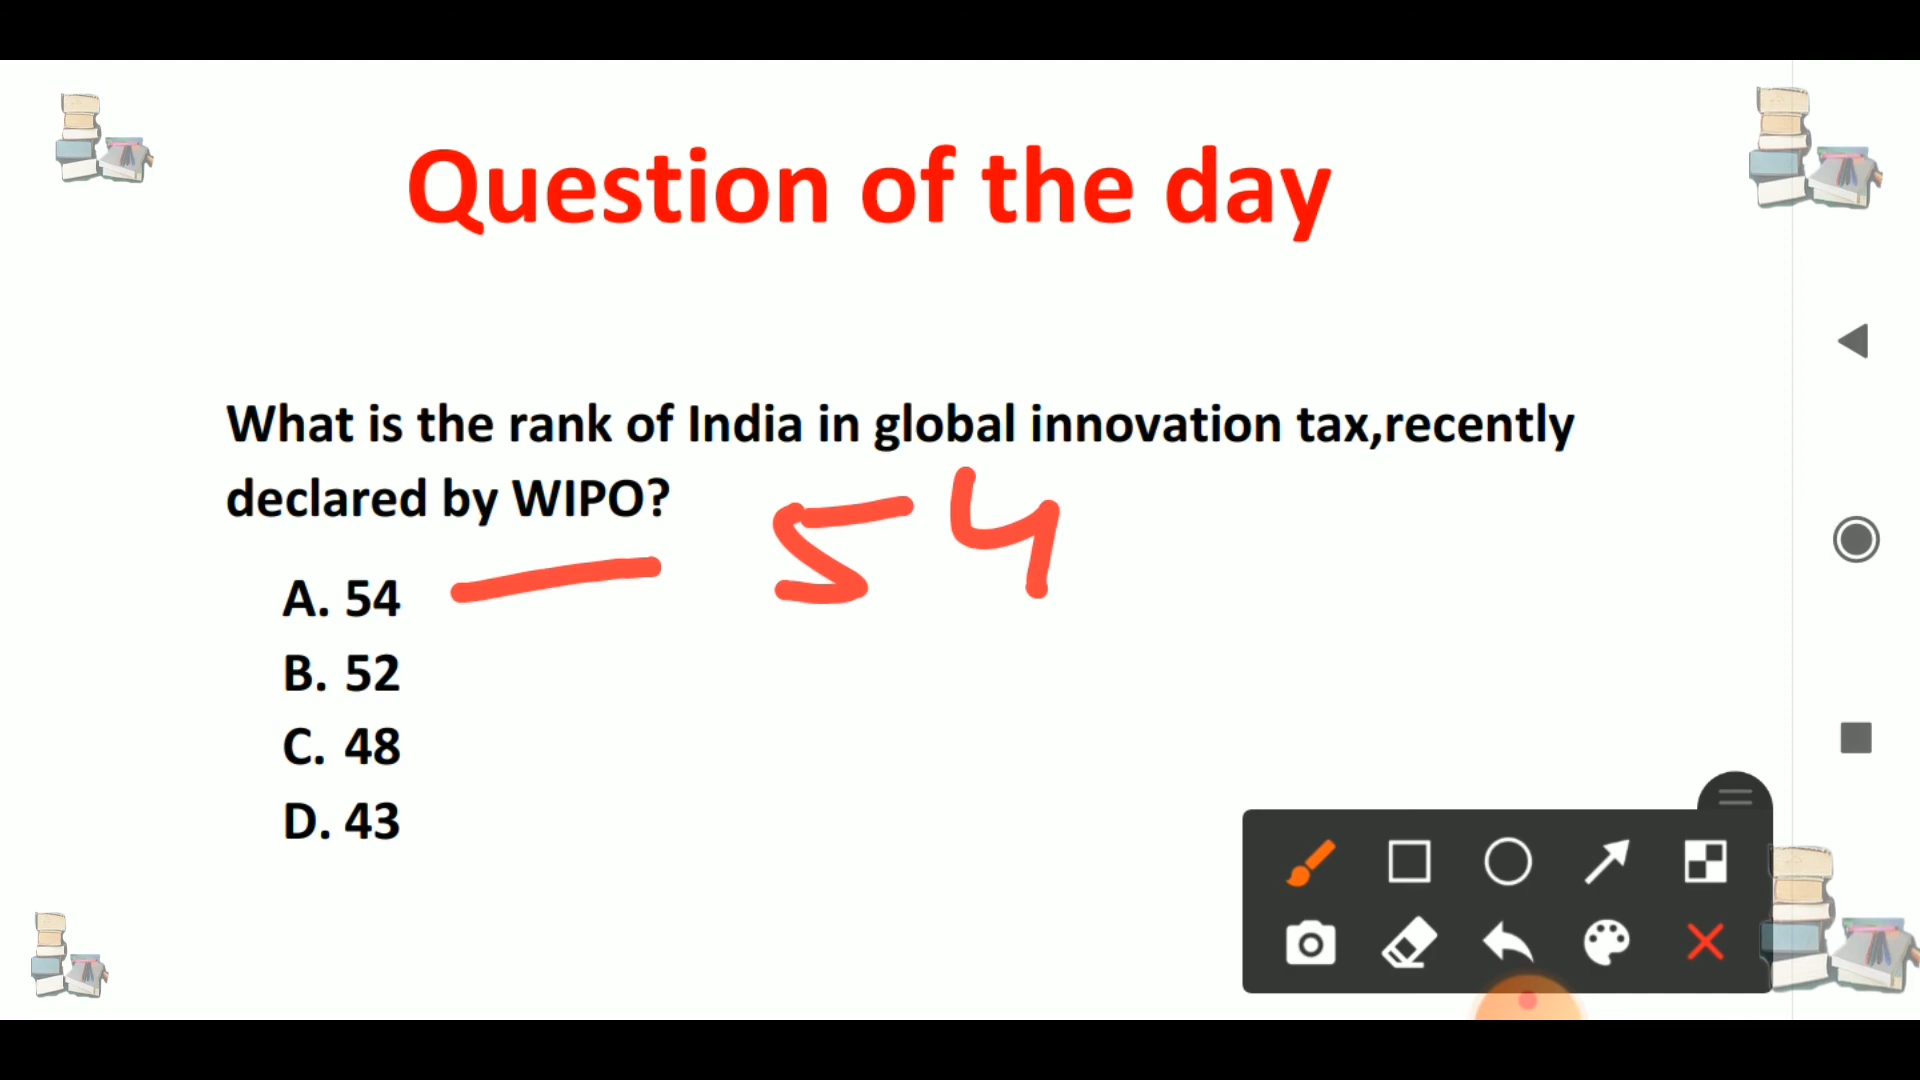 Question of the day
What is the rank of India in global innovation tax,recently
declared by WIPO?
54
A. 54
B. 52
C. 48
D. 43